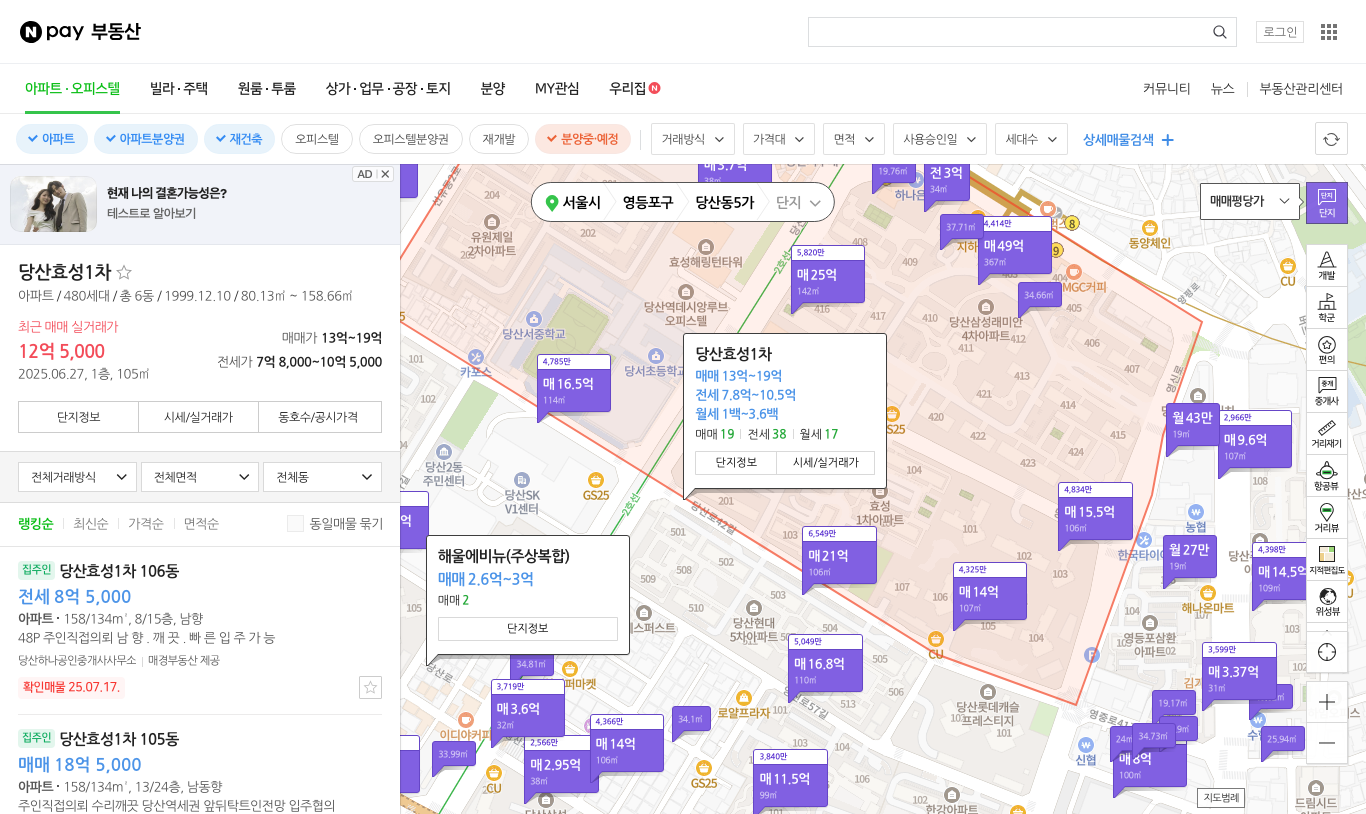 N pay 부동산
로그인
아파트·오피스텔 빌라·주택 원룸·투룸 상가·업무·공장·토지 분양 MY관심 우리집 N
커뮤니티 뉴스 부동산관리센터
아파트 아파트분양권 재건축 오피스텔 오피스텔분양권 재개발 분양중·예정 거래방식 가격대 면적 사용승인일 세대수 상세매물검색
AD
현재 나의 결혼가능성은?
테스트로 알아보기
당산효성1차
아파트 / 480세대 / 총 6동 / 1999.12.10 / 80.13㎡ ~ 158.66㎡
최근 매매 실거래가
12억 5,000
2025.06.27, 1층, 105㎡
매매가 13억~19억
전세가 7억 8,000~10억 5,000
단지정보 시세/실거래가 동호수/공시가격
전체거래방식 전체면적 전체동
랭킹순 최신순 가격순 면적순 동일매물 묶기
집주인 당산효성1차 106동
전세 8억 5,000
아파트 · 158/134㎡, 8/15층, 남향
48P 주인직접의뢰 남 향 . 깨 끗 . 빠 른 입 주 가 능
당산하나공인중개사사무소 매경부동산 제공
확인매물 25.07.17.
집주인 당산효성1차 105동
매매 18억 5,000
아파트 · 158/134㎡, 13/24층, 남동향
주인직접의뢰 수리깨끗 당산역세권 앞뒤탁트인전망 입주협의
서울시 영등포구 당산동5가 단지
매매평당가
단지
단지
개발
학군
편의
중개
중개사
거리재기
항공뷰
거리뷰
지적편집도
위성뷰
지도범례
선유동2로
유원제일
2차아파트
202
효성해링턴타워
당산역데시앙루브
오피스텔
2호선
당산서중학교
당서초등학교
카포스
하나은
19.76㎡
전3억
34㎡
37.71㎡
4,414만
매49억
367㎡
34.66㎡
8
9
동양체인
CU
MGC커피
양평로
당산삼성래미안
4차아파트
409
408
402
411
412
413
414
415
423
424
5,820만
매25억
142㎡
4,785만
매16.5억
114㎡
당산효성1차
매매 13억~19억
전세 7.8억~10.5억
월세 1백~3.6백
매매 19 전세 38 월세 17
단지정보 시세/실거래가
당산2동
주민센터
당산SK
V1센터
GS25
2호선
당산로42길
201
효성
1차아파트
영신로
월43만
19㎡
2,966만
매9.6억
107㎡
4,834만
매15.5억
106㎡
농협
한국타이
월27만
19㎡
4,398만
매14.5억
109㎡
해나온마트
6,549만
매21억
106㎡
4,325만
매14억
107㎡
해울에비뉴(주상복합)
매매 2.6억~3억
매매 2
단지정보
당산현대
5차아파트
5,049만
매16.8억
110㎡
CU
영등포삼환
아파트
3,599만
매3.37억
31㎡
34.81㎡
3,719만
매3.6억
32㎡
로얄프라자
34.1㎡
4,366만
매14억
106㎡
2,566만
매2.95억
38㎡
이디야커피
33.99㎡
CU
GS25
3,840만
매11.5억
99㎡
당산롯데캐슬
프레스티지
영중로
신협
19.17㎡
34.73㎡
25.94㎡
100㎡
한강아파트
드림시드